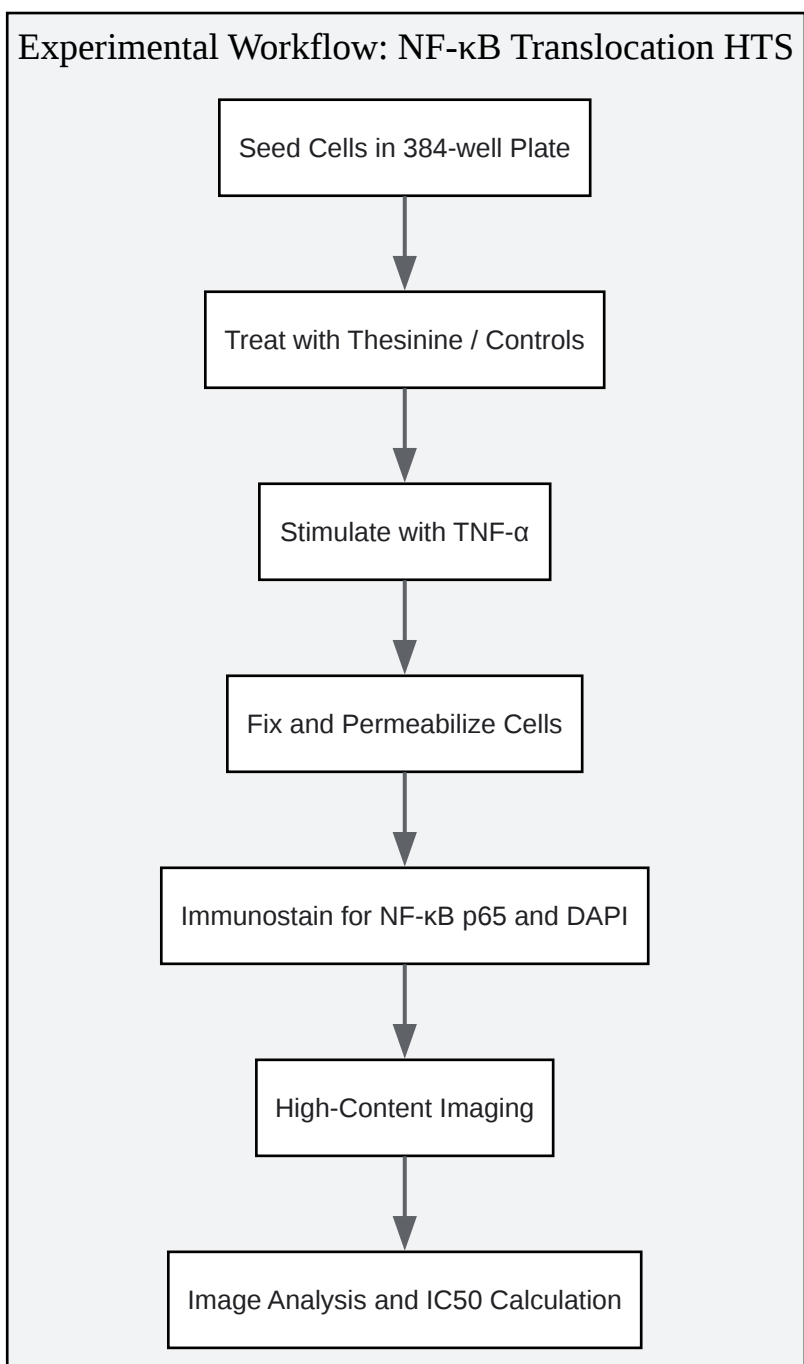 Experimental Workflow: NF-κB Translocation HTS
Seed Cells in 384-well Plate
Treat with Thesinine / Controls
Stimulate with TNF-α
Fix and Permeabilize Cells
Immunostain for NF-κB p65 and DAPI
High-Content Imaging
Image Analysis and IC50 Calculation